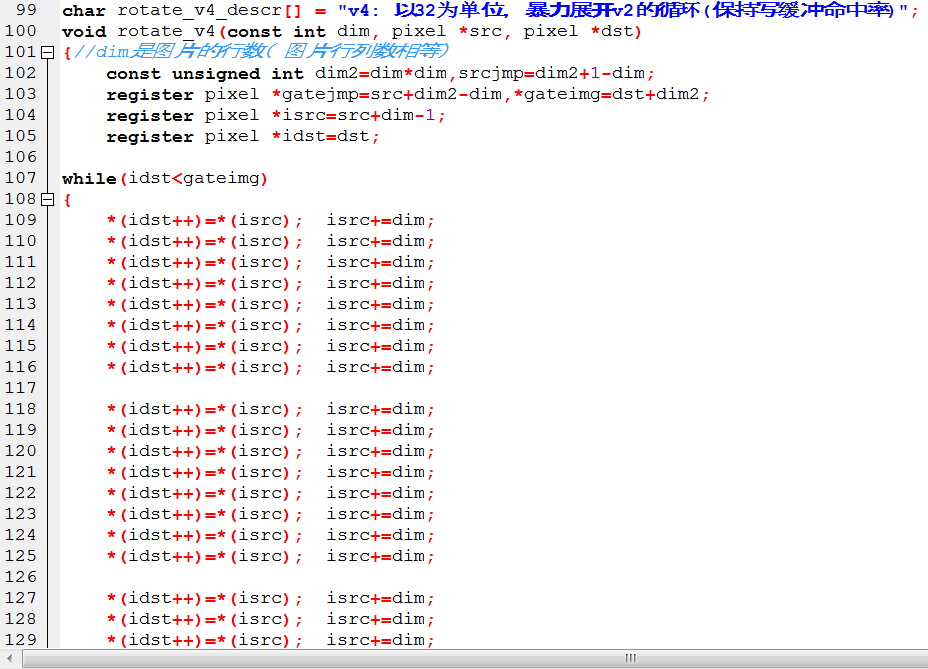 99 char rotate_v4_descr[] = "v4: 以32为单位, 暴力展开v2的循环(保持写缓冲命中率)";
100 void rotate_v4(const int dim, pixel *src, pixel *dst)
101 {//dim是图片的行数(图片行列数相等)
102 const unsigned int dim2=dim*dim,srcjmp=dim2+1-dim;
103 register pixel *gatejmp=src+dim2-dim,*gateimg=dst+dim2;
104 register pixel *isrc=src+dim-1;
105 register pixel *idst=dst;
106
107 while(idst<gateimg)
108 {
109 *(idst++)=*(isrc); isrc+=dim;
110 *(idst++)=*(isrc); isrc+=dim;
111 *(idst++)=*(isrc); isrc+=dim;
112 *(idst++)=*(isrc); isrc+=dim;
113 *(idst++)=*(isrc); isrc+=dim;
114 *(idst++)=*(isrc); isrc+=dim;
115 *(idst++)=*(isrc); isrc+=dim;
116 *(idst++)=*(isrc); isrc+=dim;
117
118 *(idst++)=*(isrc); isrc+=dim;
119 *(idst++)=*(isrc); isrc+=dim;
120 *(idst++)=*(isrc); isrc+=dim;
121 *(idst++)=*(isrc); isrc+=dim;
122 *(idst++)=*(isrc); isrc+=dim;
123 *(idst++)=*(isrc); isrc+=dim;
124 *(idst++)=*(isrc); isrc+=dim;
125 *(idst++)=*(isrc); isrc+=dim;
126
127 *(idst++)=*(isrc); isrc+=dim;
128 *(idst++)=*(isrc); isrc+=dim;
129 *(idst++)=*(isrc); isrc+=dim;